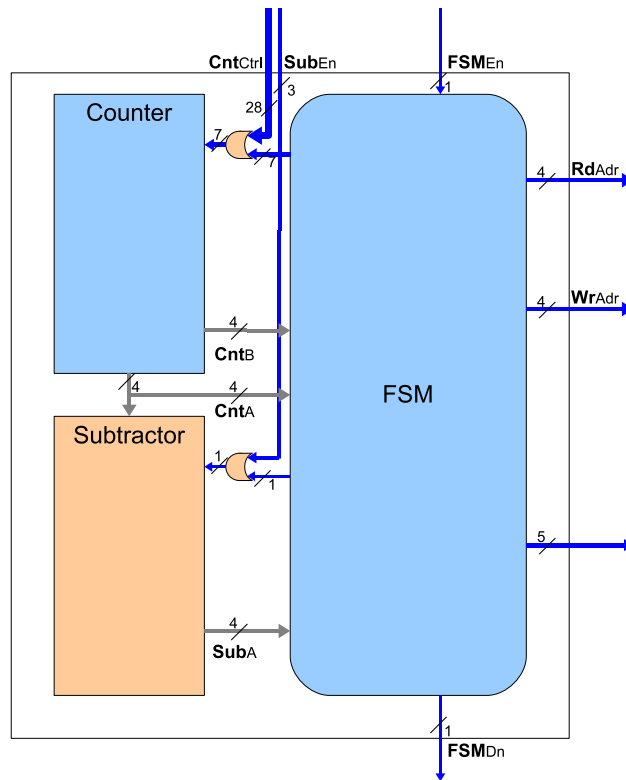 CntCtrl SubEn FSMEn
3 1
28
Counter
7 7
4 RdAdr
4 WrAdr
4
CntB
4 4
CntA
FSM
Subtractor
1 1
5
4
SubA
1
FSMDn